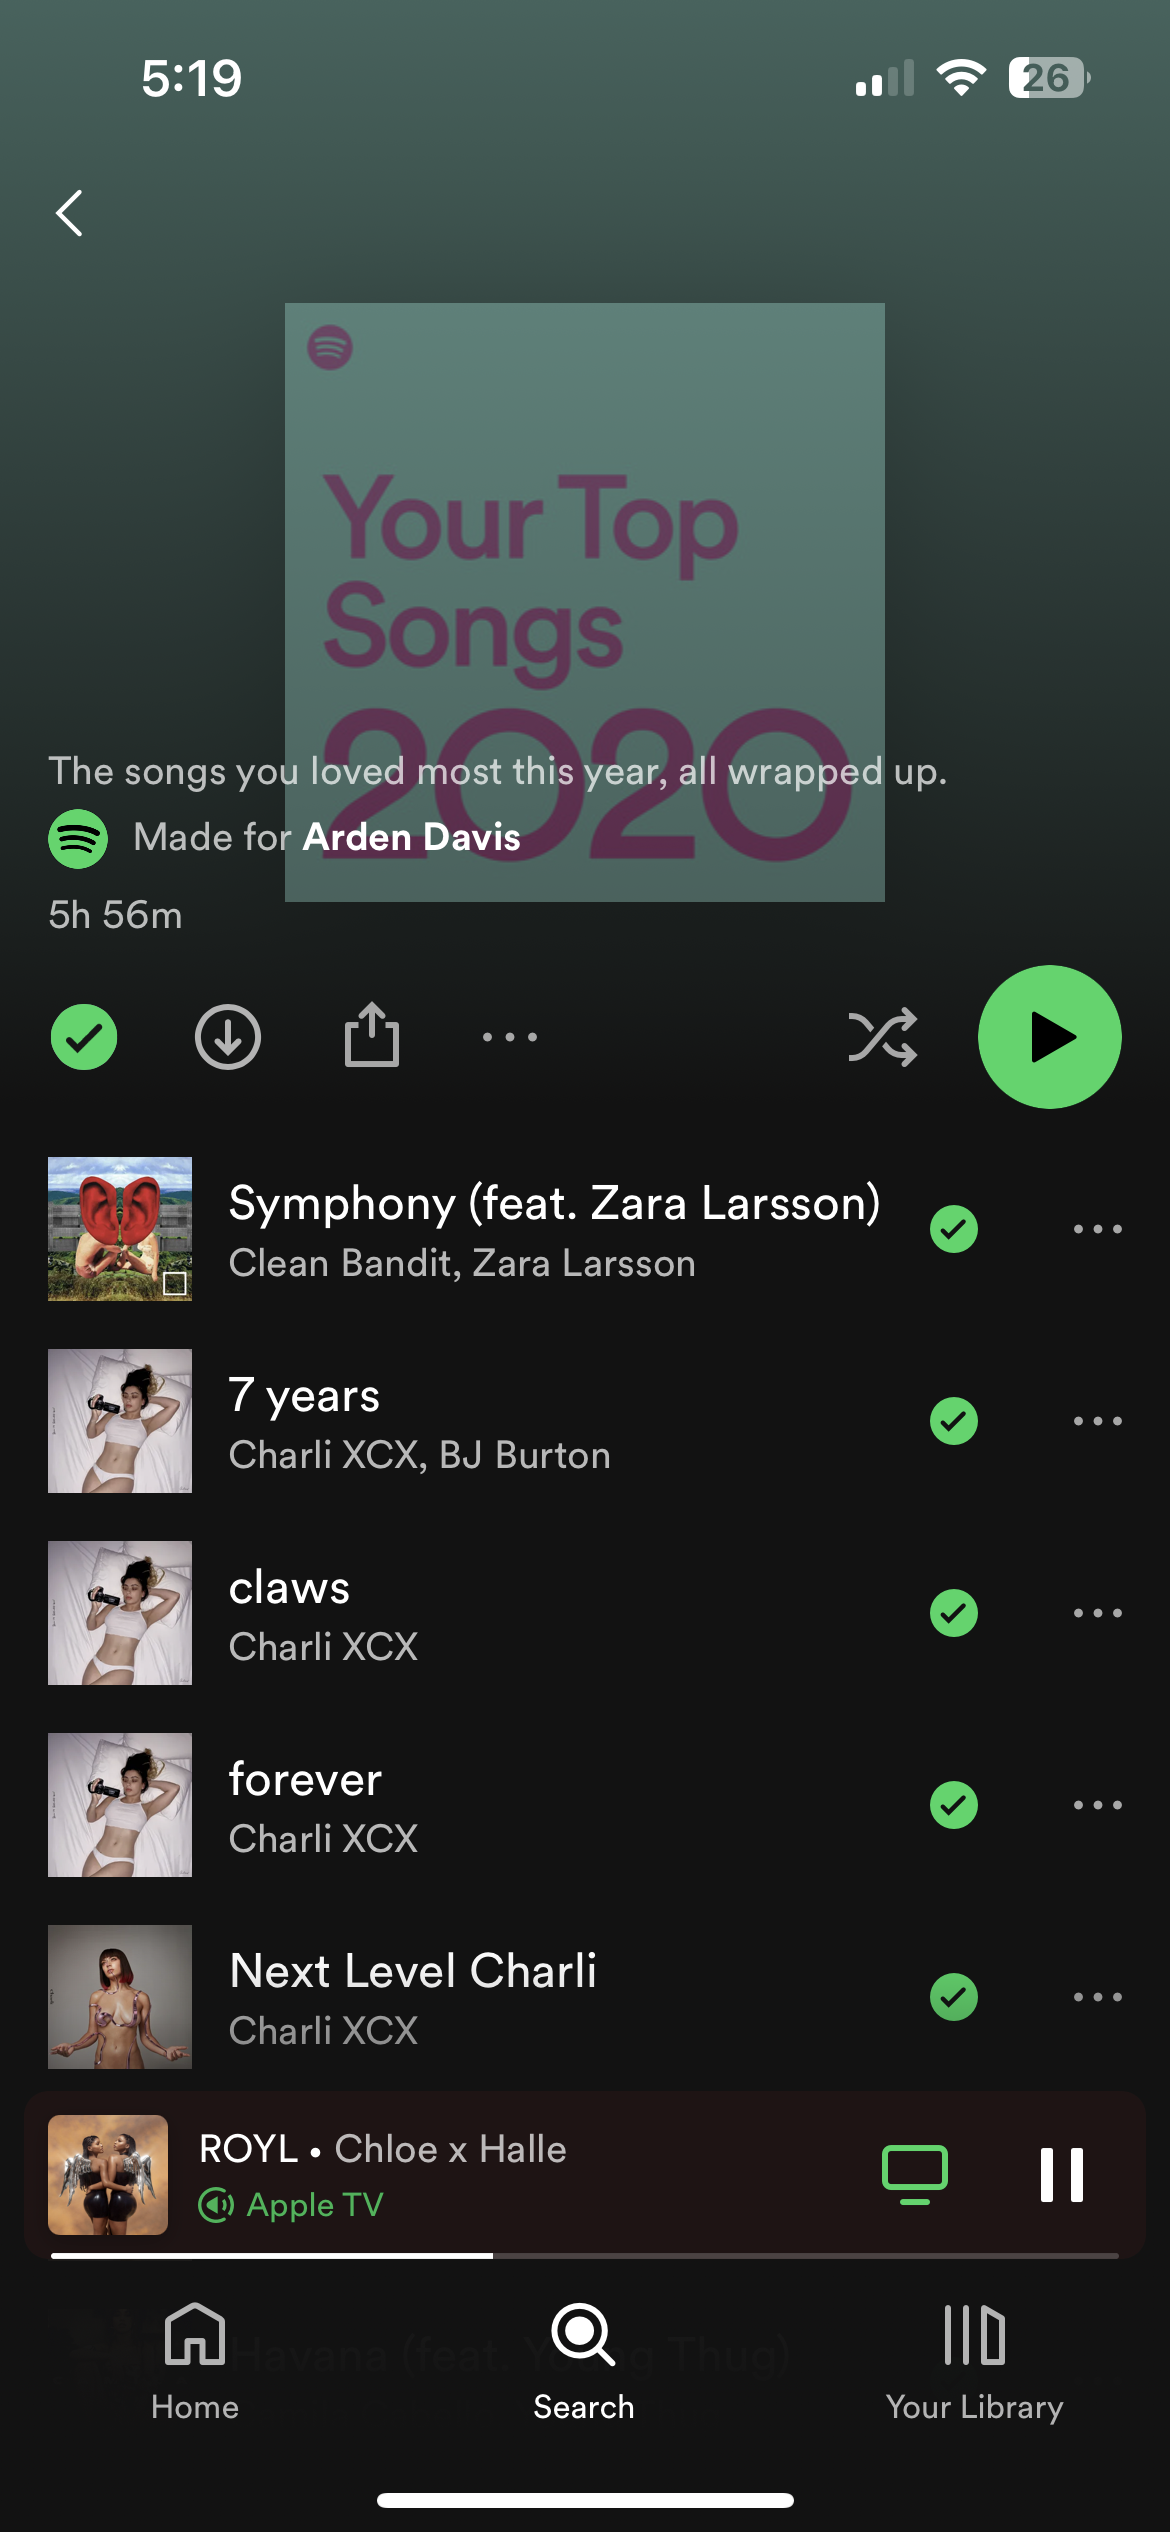 5:19
26
Your Top
Songs
2020
The songs you loved most this year, all wrapped up.
Made for Arden Davis
5h 56m
Symphony (feat. Zara Larsson)
Clean Bandit, Zara Larsson
7 years
Charli XCX, BJ Burton
claws
Charli XCX
forever
Charli XCX
Next Level Charli
Charli XCX
ROYL • Chloe x Halle
Apple TV
Havana (feat. Young Thug)
Home
Search
Your Library